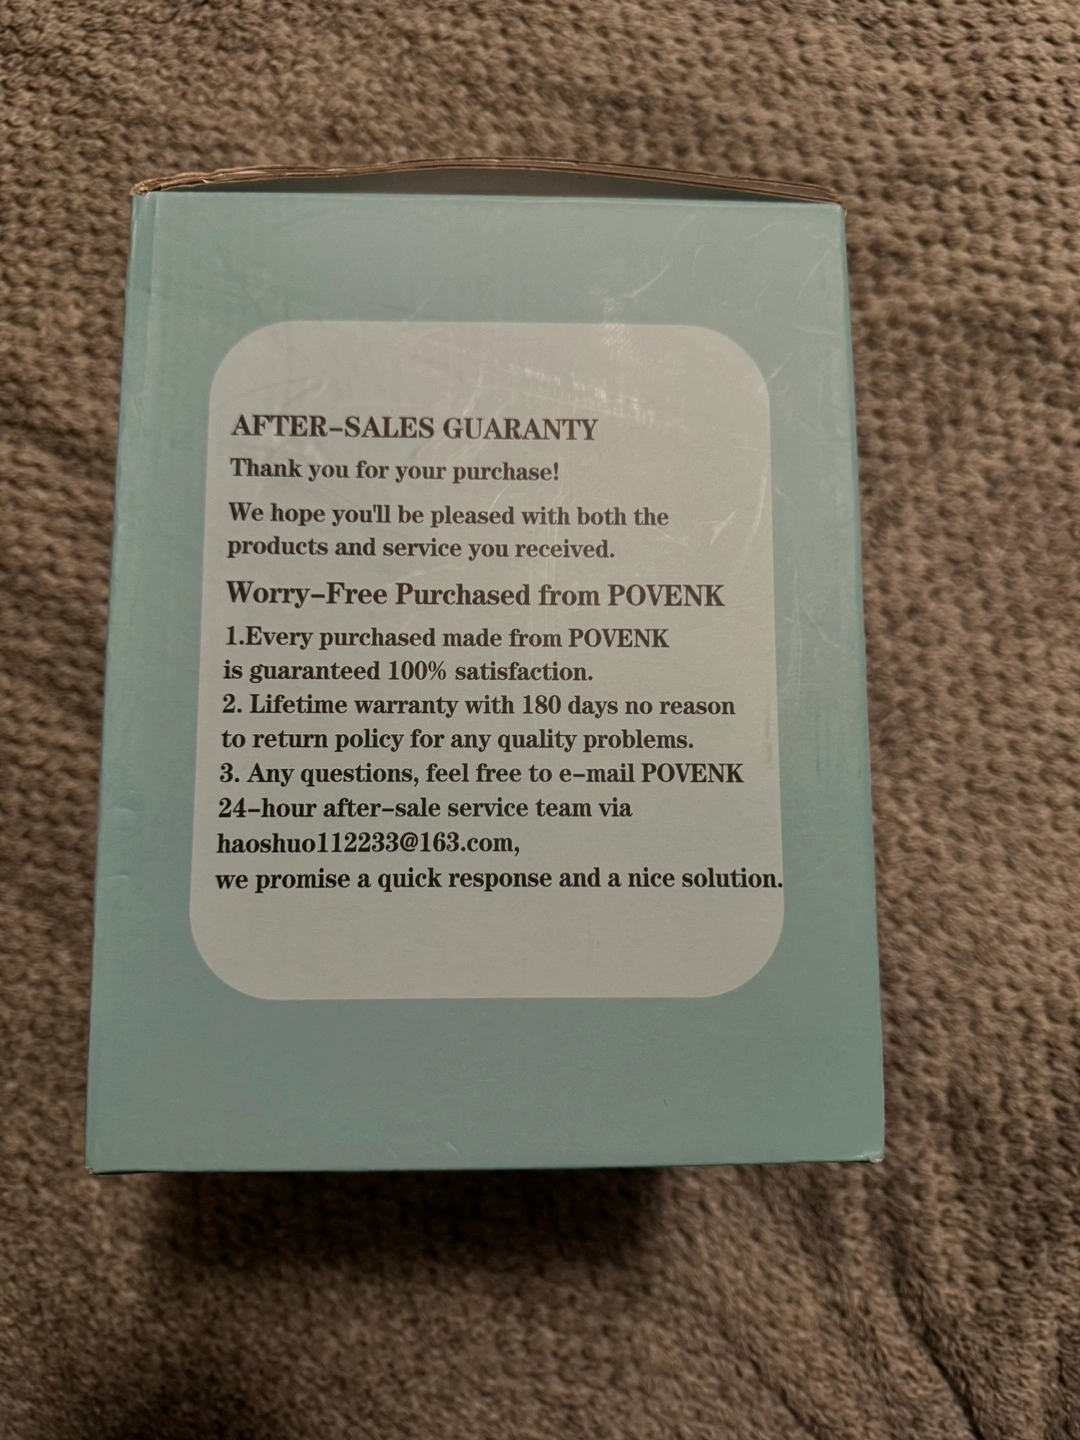 AFTER-SALES GUARANTY
Thank you for your purchase!
We hope you'll be pleased with both the
products and service you received.
Worry-Free Purchased from POVENK
1.Every purchased made from POVENK
is guaranteed 100% satisfaction.
2. Lifetime warranty with 180 days no reason
to return policy for any quality problems.
3. Any questions, feel free to e-mail POVENK
24-hour after-sale service team via
haoshuo112233@163.com,
we promise a quick response and a nice solution.